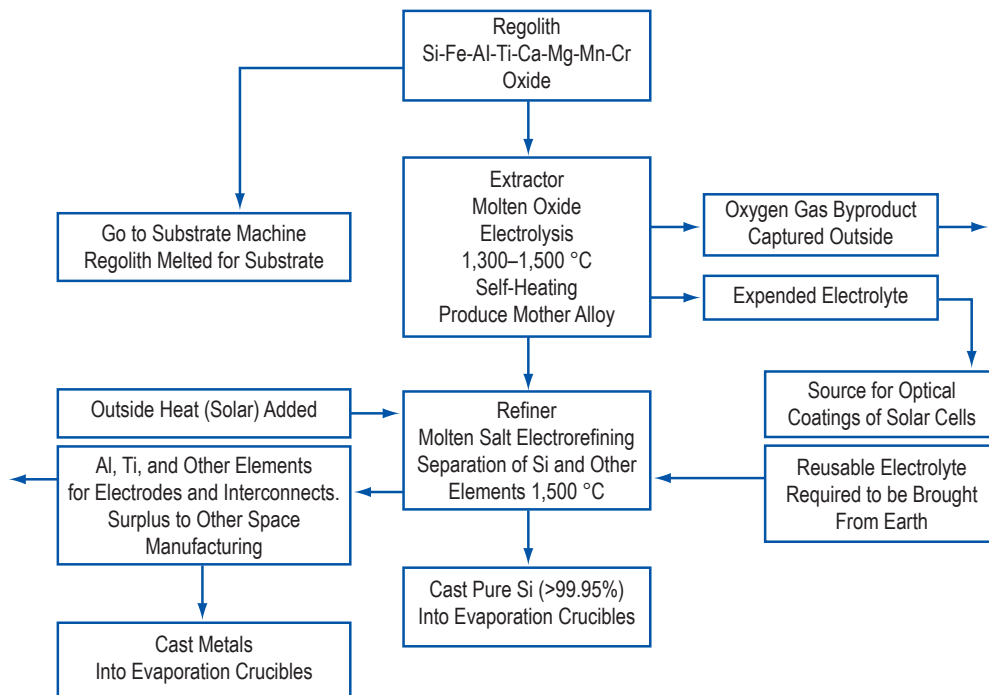 Regolith
Si-Fe-Al-Ti-Ca-Mg-Mn-Cr
Oxide
Extractor
Molten Oxide
Electrolysis
1,300–1,500 °C
Self-Heating
Produce Mother Alloy
Go to Substrate Machine
Regolith Melted for Substrate
Oxygen Gas Byproduct
Captured Outside
Expended Electrolyte
Source for Optical
Coatings of Solar Cells
Outside Heat (Solar) Added
Refiner
Molten Salt Electrorefining
Separation of Si and Other
Elements 1,500 °C
Al, Ti, and Other Elements
for Electrodes and Interconnects.
Surplus to Other Space
Manufacturing
Reusable Electrolyte
Required to be Brought
From Earth
Cast Pure Si (>99.95%)
Into Evaporation Crucibles
Cast Metals
Into Evaporation Crucibles